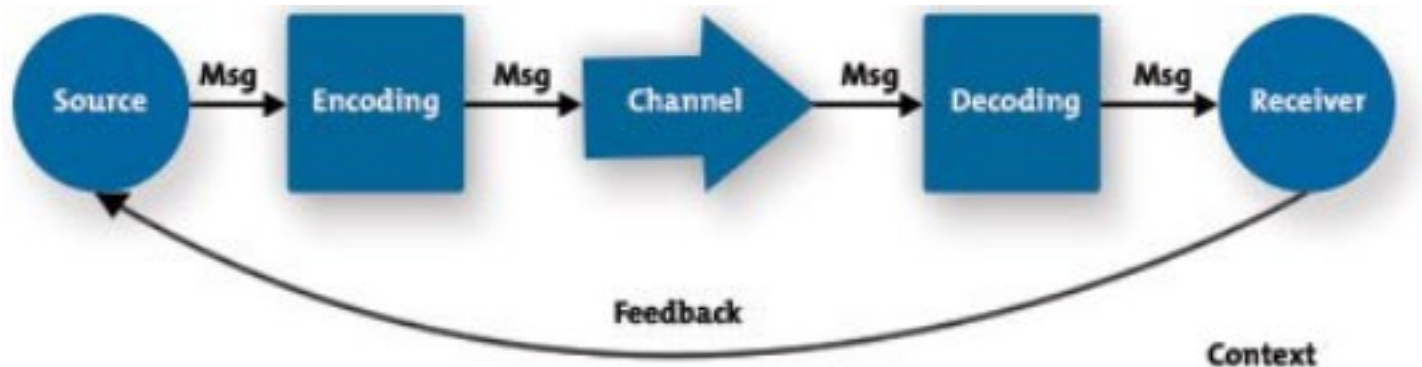 Msg Msg Msg Msg
Source Encoding Channel Decoding Receiver
Feedback
Context